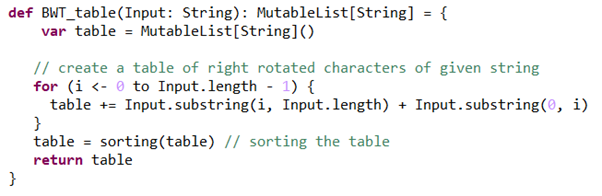 def BWT_table(Input: String): MutableList[String] = {
    var table = MutableList[String]()

    // create a table of right rotated characters of given string
    for (i <- 0 to Input.length - 1) {
      table += Input.substring(i, Input.length) + Input.substring(0, i)
    }
    table = sorting(table) // sorting the table
    return table
}